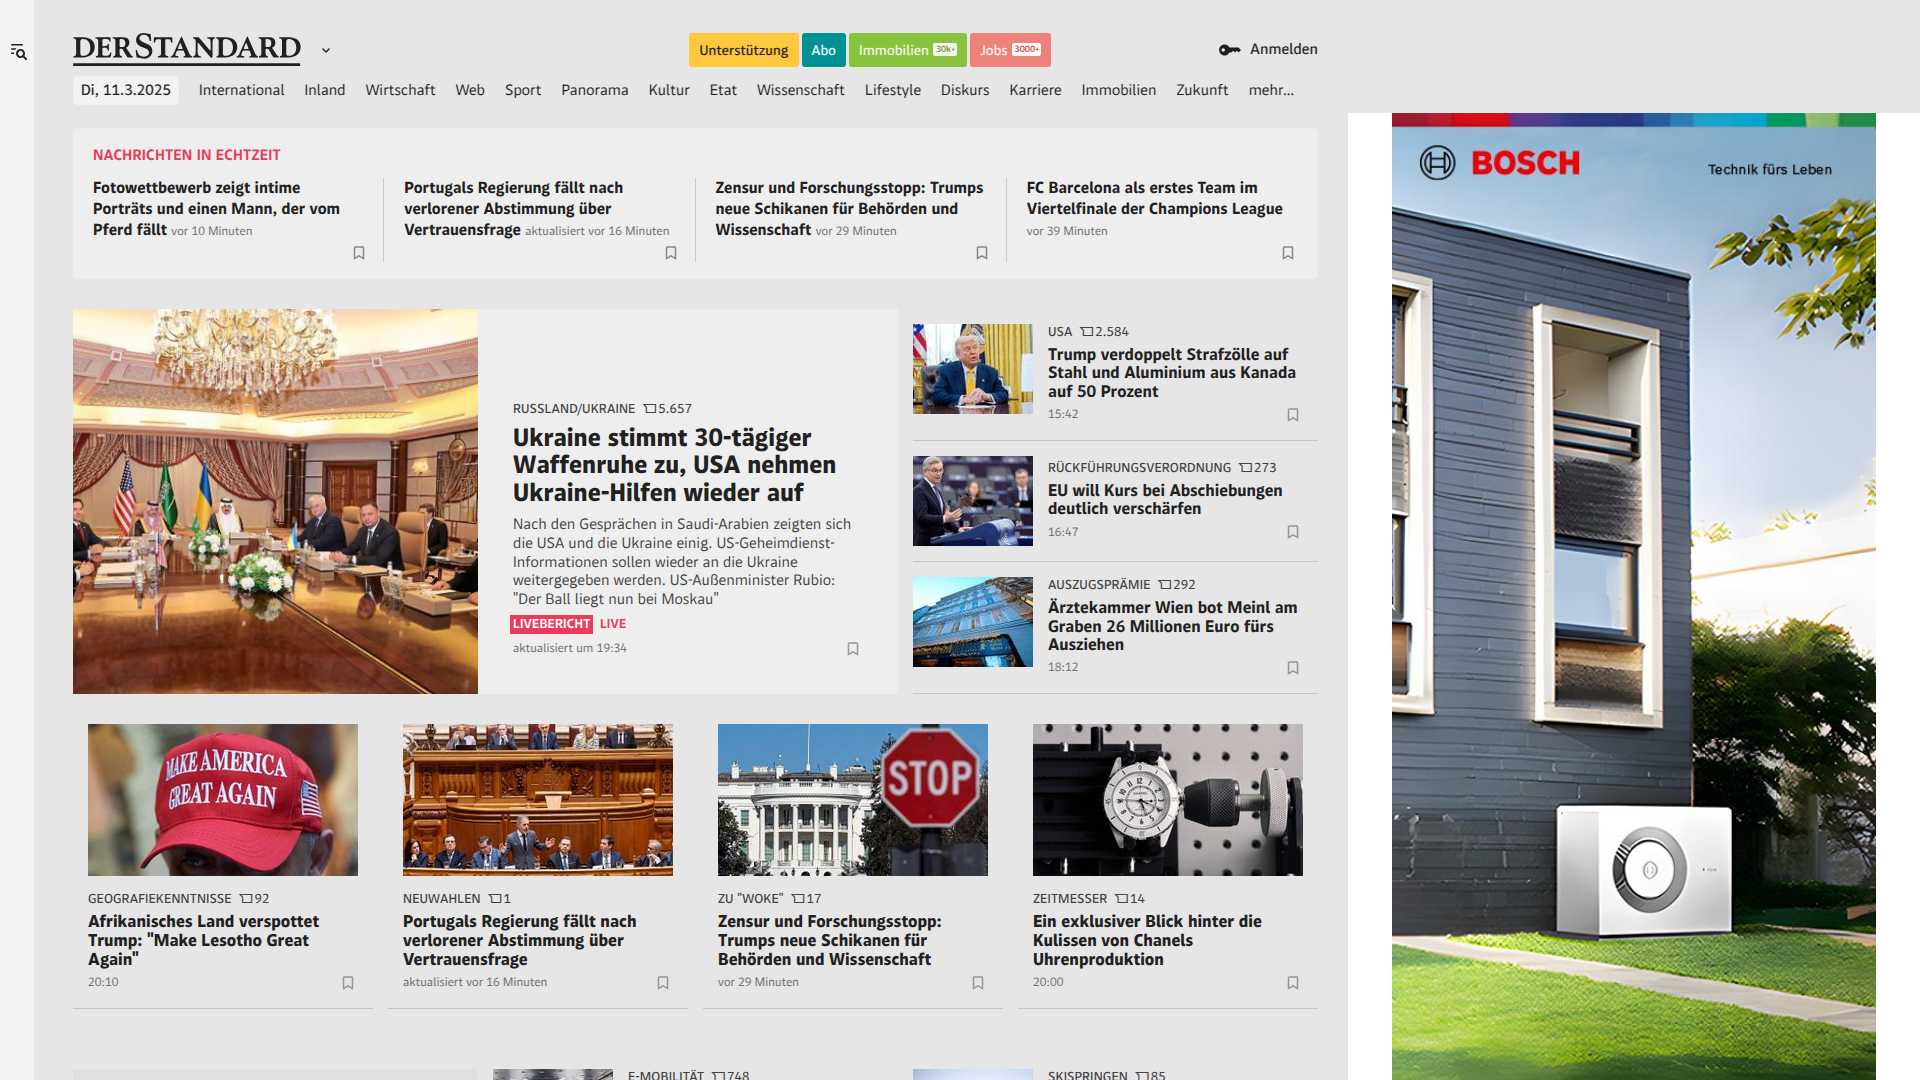 DERSTANDARD
Unterstützung
Abo
Immobilien 30k+
Jobs 3000+
Anmelden
Di, 11.3.2025
International
Inland
Wirtschaft
Web
Sport
Panorama
Kultur
Etat
Wissenschaft
Lifestyle
Diskurs
Karriere
Immobilien
Zukunft
mehr...
NACHRICHTEN IN ECHTZEIT
Fotowettbewerb zeigt intime
Porträts und einen Mann, der vom
Pferd fällt vor 10 Minuten
Portugals Regierung fällt nach
verlorener Abstimmung über
Vertrauensfrage aktualisiert vor 16 Minuten
Zensur und Forschungsstopp: Trumps
neue Schikanen für Behörden und
Wissenschaft vor 29 Minuten
FC Barcelona als erstes Team im
Viertelfinale der Champions League
vor 39 Minuten
RUSSLAND/UKRAINE 5.657
Ukraine stimmt 30-tägiger
Waffenruhe zu, USA nehmen
Ukraine-Hilfen wieder auf
Nach den Gesprächen in Saudi-Arabien zeigten sich
die USA und die Ukraine einig. US-Geheimdienst-
Informationen sollen wieder an die Ukraine
weitergegeben werden. US-Außenminister Rubio:
"Der Ball liegt nun bei Moskau"
LIVEBERICHT LIVE
aktualisiert um 19:34
USA 2.584
Trump verdoppelt Strafzölle auf
Stahl und Aluminium aus Kanada
auf 50 Prozent
15:42
RÜCKFÜHRUNGSVERORDNUNG 273
EU will Kurs bei Abschiebungen
deutlich verschärfen
16:47
AUSZUGSPRÄMIE 292
Ärztekammer Wien bot Meinl am
Graben 26 Millionen Euro fürs
Ausziehen
18:12
MAKE AMERICA
GREAT AGAIN
GEOGRAFIEKENNTNISSE 92
Afrikanisches Land verspottet
Trump: "Make Lesotho Great
Again"
20:10
NEUWAHLEN 1
Portugals Regierung fällt nach
verlorener Abstimmung über
Vertrauensfrage
aktualisiert vor 16 Minuten
STOP
ZU "WOKE" 17
Zensur und Forschungsstopp:
Trumps neue Schikanen für
Behörden und Wissenschaft
vor 29 Minuten
ZEITMESSER 14
Ein exklusiver Blick hinter die
Kulissen von Chanels
Uhrenproduktion
20:00
E-MOBILITÄT 748
SKISPRINGEN 85
BOSCH
Technik fürs Leben